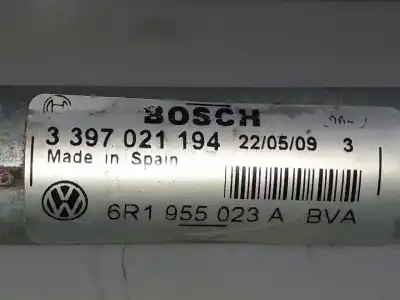 BOSCH
3 397 021 194 22/05/09 3
Made in Spain
6R1 955 023 A BVA